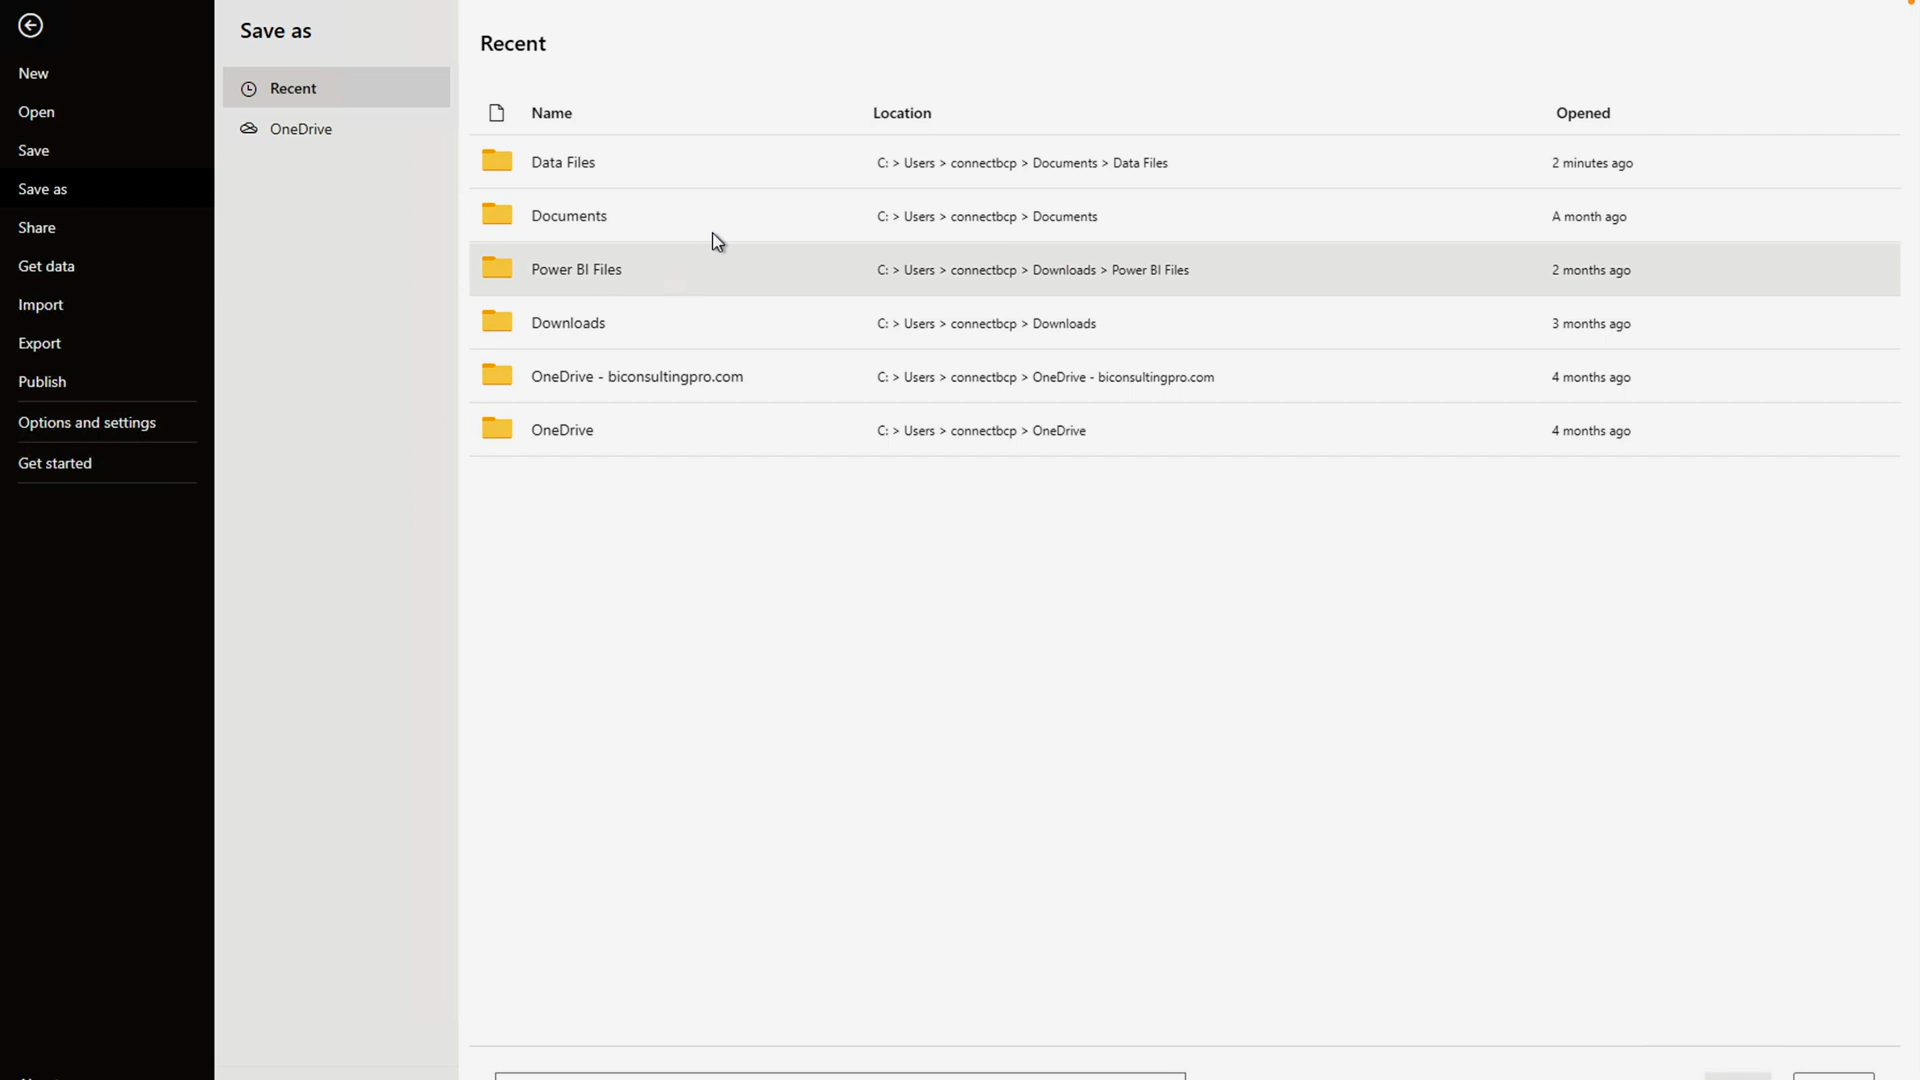 New
Open
Save
Save as
Share
Get data
Import
Export
Publish
Options and settings
Get started
Save as
Recent
OneDrive
Recent
Name Location Opened
Data Files C: > Users > connectbcp > Documents > Data Files 2 minutes ago
Documents C: > Users > connectbcp > Documents A month ago
Power BI Files C: > Users > connectbcp > Downloads > Power BI Files 2 months ago
Downloads C: > Users > connectbcp > Downloads 3 months ago
OneDrive - biconsultingpro.com C: > Users > connectbcp > OneDrive - biconsultingpro.com 4 months ago
OneDrive C: > Users > connectbcp > OneDrive 4 months ago